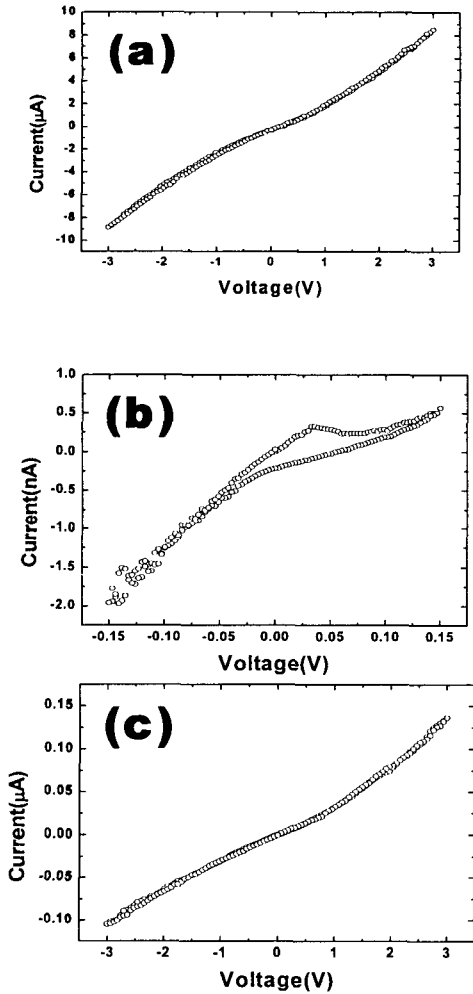 (a)
10
8
6
4
2
0
-2
-4
-6
-8
-10
Current(μA)
-3 -2 -1 0 1 2 3
Voltage(V)
(b)
1.0
0.5
0.0
-0.5
-1.0
-1.5
-2.0
Current(nA)
-0.15 -0.10 -0.05 0.00 0.05 0.10 0.15
Voltage(V)
(c)
0.15
0.10
0.05
0.00
-0.05
-0.10
Current(μA)
-3 -2 -1 0 1 2 3
Voltage(V)